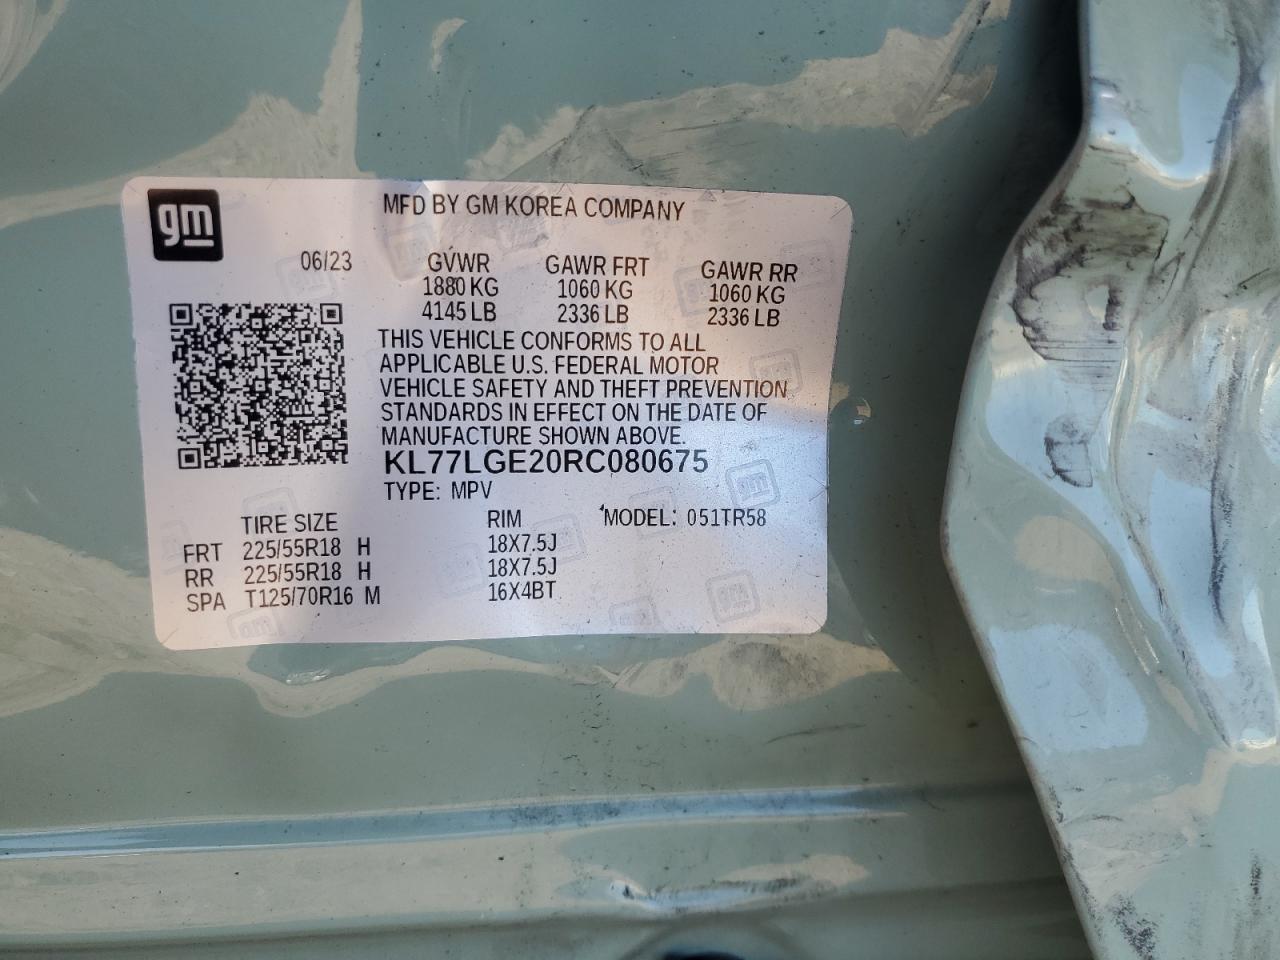 gm
MFD BY GM KOREA COMPANY
06/23 GVWR GAWR FRT GAWR RR
1880 KG 1060 KG 1060 KG
4145 LB 2336 LB 2336 LB
THIS VEHICLE CONFORMS TO ALL
APPLICABLE U.S. FEDERAL MOTOR
VEHICLE SAFETY AND THEFT PREVENTION
STANDARDS IN EFFECT ON THE DATE OF
MANUFACTURE SHOWN ABOVE.
KL77LGE20RC080675
TYPE: MPV
TIRE SIZE RIM MODEL: 051TR58
FRT 225/55R18 H 18X7.5J
RR 225/55R18 H 18X7.5J
SPA T125/70R16 M 16X4BT